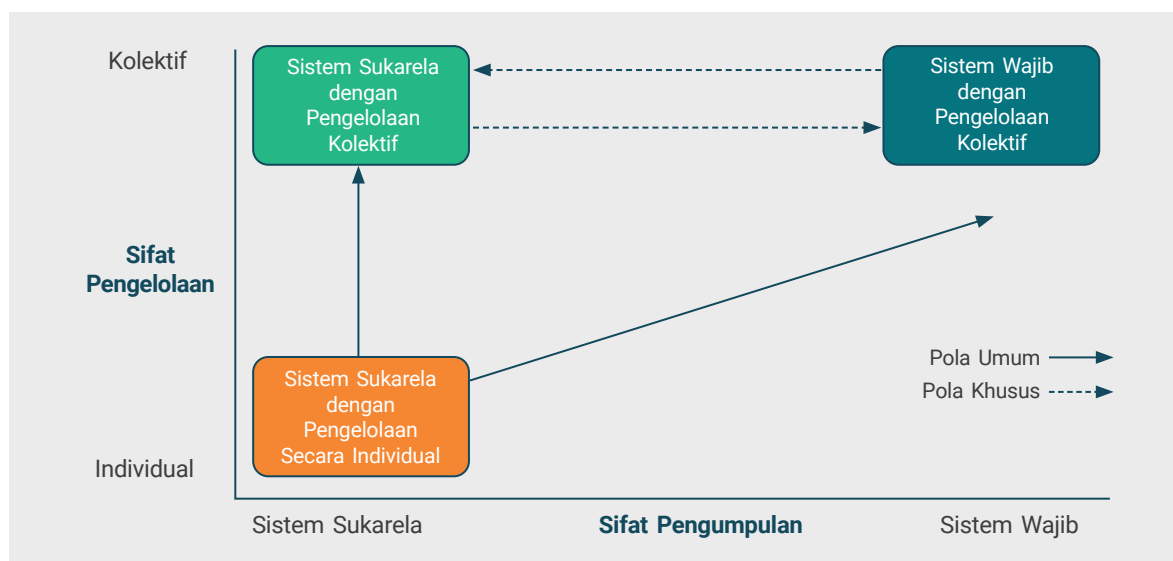 Kolektif
Sistem Sukarela
dengan
Pengelolaan
Kolektif
Sistem Wajib
dengan
Pengelolaan
Kolektif
Sifat
Pengelolaan
Pola Umum
Pola Khusus
Sistem Sukarela
dengan
Pengelolaan
Secara Individual
Individual
Sistem Sukarela
Sifat Pengumpulan
Sistem Wajib